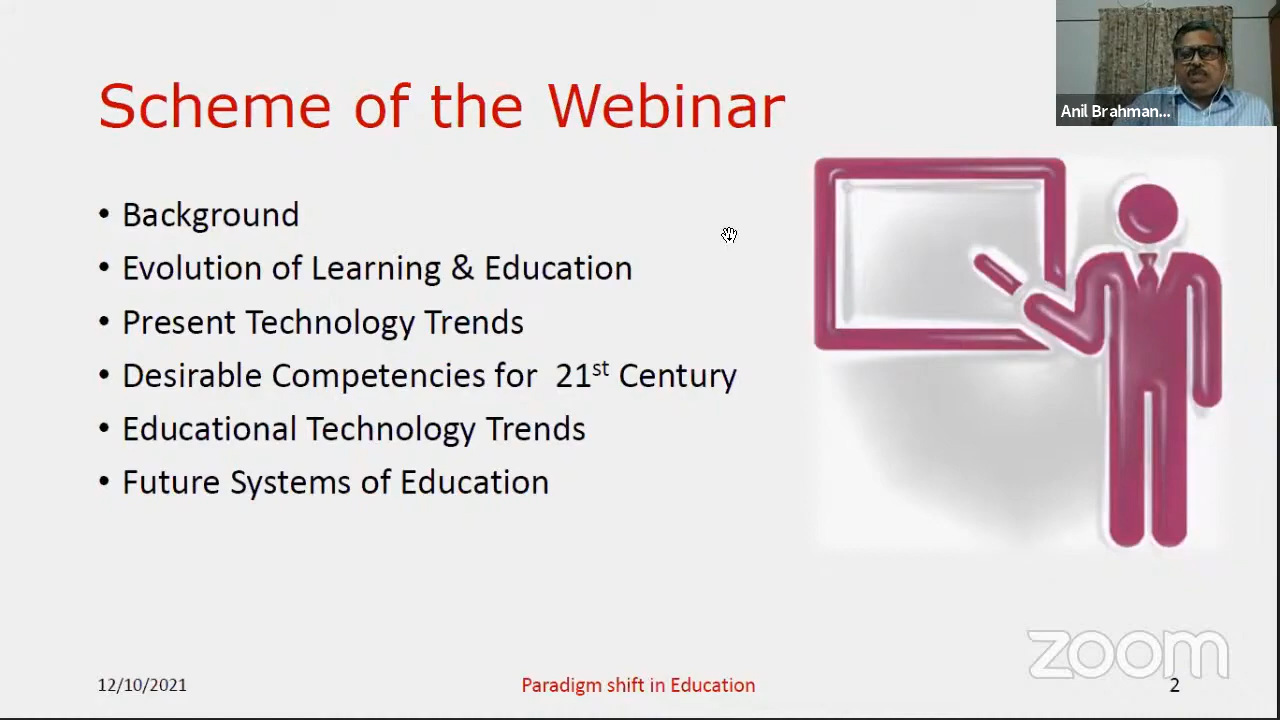 Scheme of the Webinar
Anil Brahman...
• Background
• Evolution of Learning & Education
• Present Technology Trends
• Desirable Competencies for 21st Century
• Educational Technology Trends
• Future Systems of Education
zoom
12/10/2021
Paradigm shift in Education
2